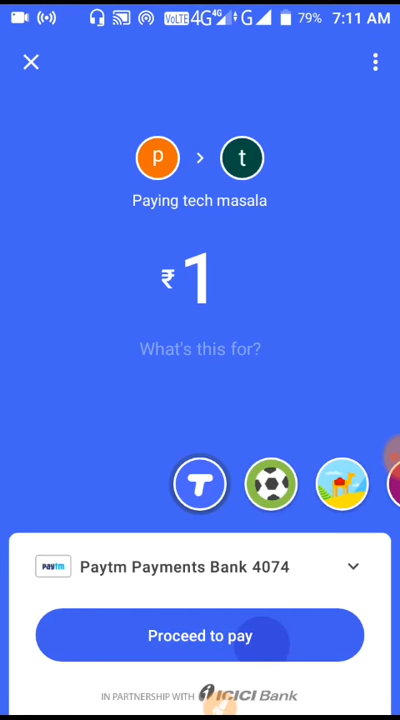 VoLTE 4G 4G G 79% 7:11 AM
p > t
Paying tech masala
₹1
What's this for?
T
paytm Paytm Payments Bank 4074
Proceed to pay
IN PARTNERSHIP WITH ICICI Bank